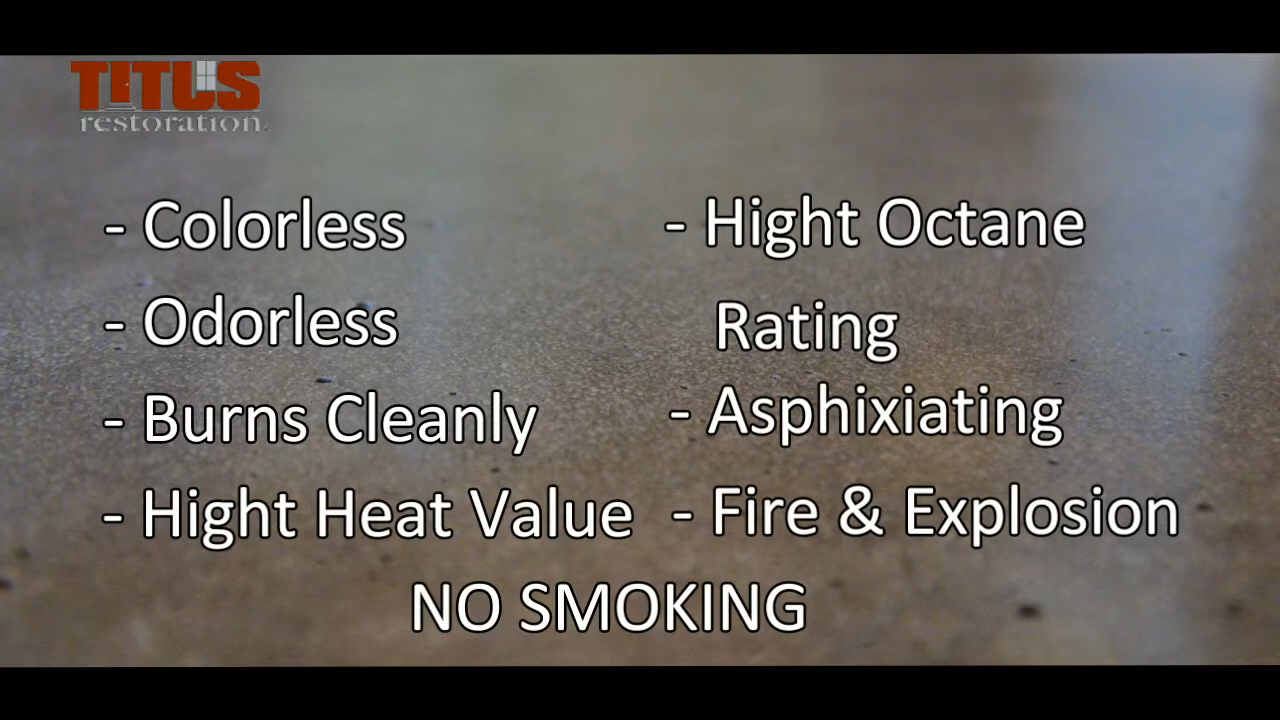 TITUS
restoration
- Colorless
- Odorless
- Burns Cleanly
- Hight Heat Value
- Hight Octane
Rating
- Asphixiating
- Fire & Explosion
NO SMOKING